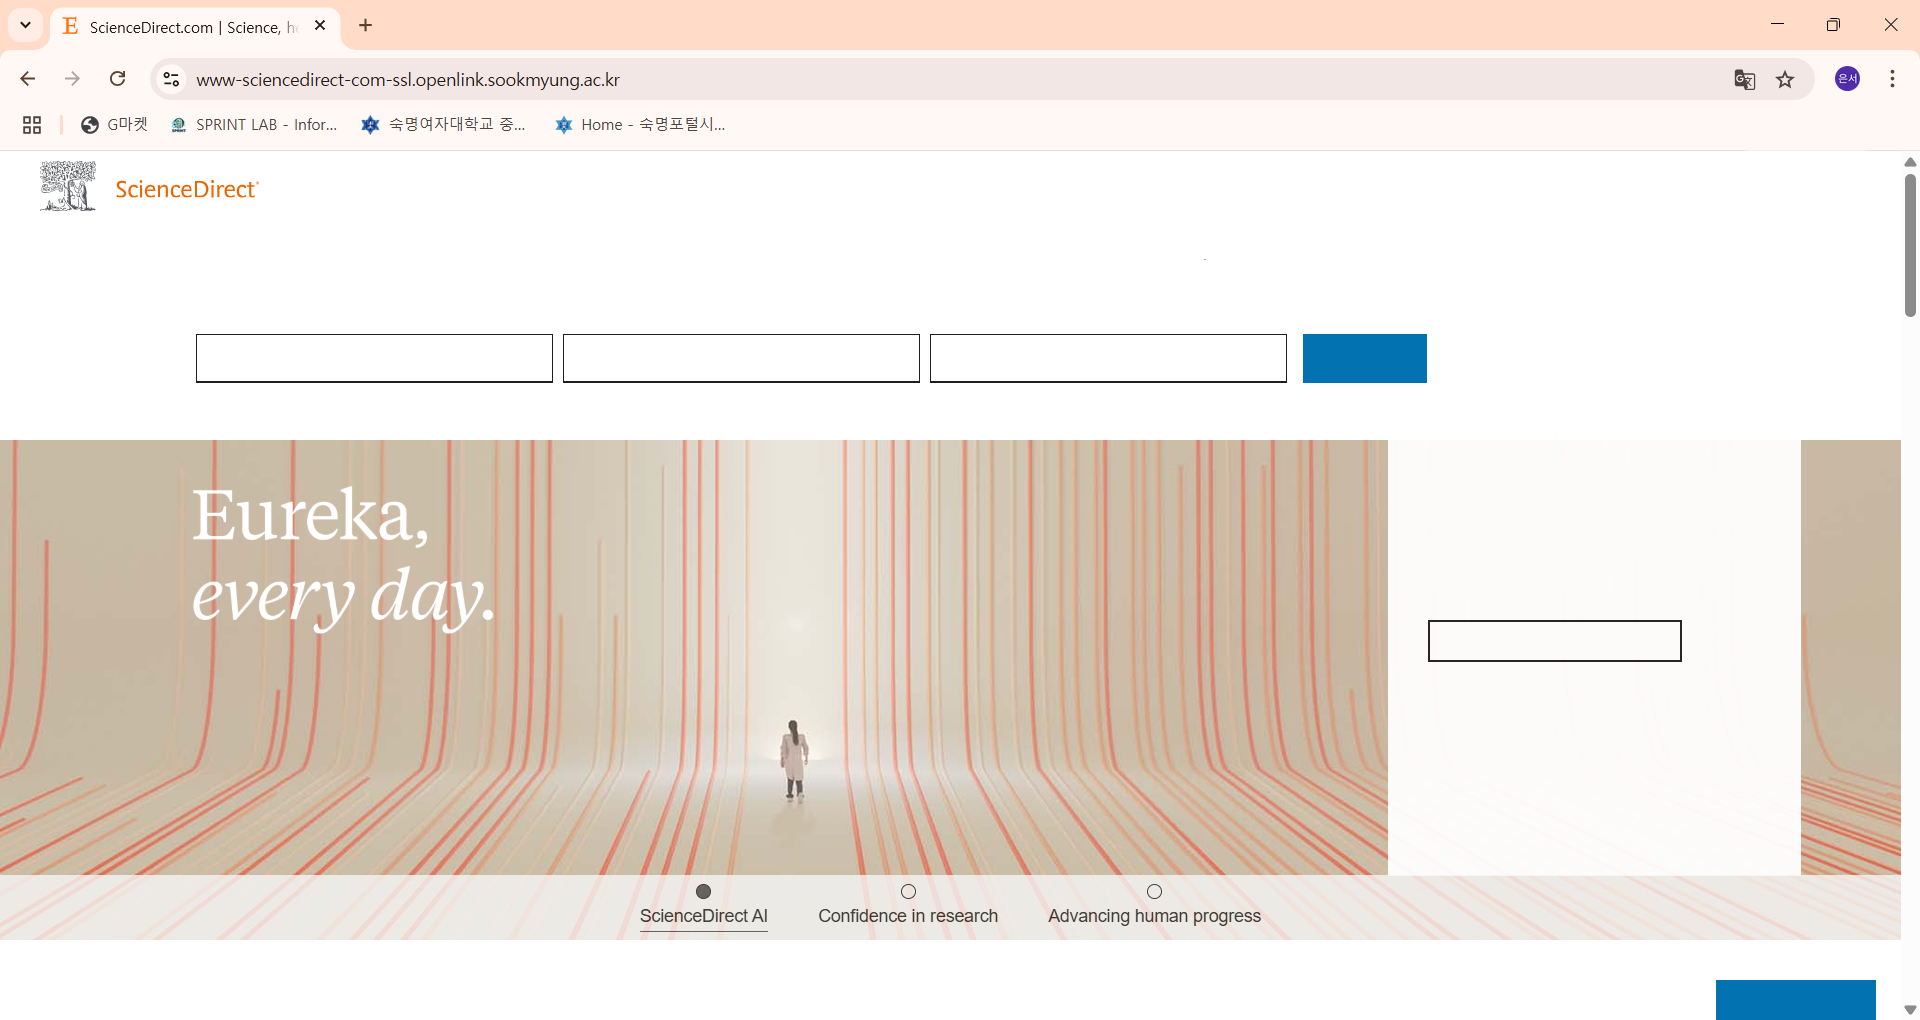 ScienceDirect.com | Science, h
www-sciencedirect-com-ssl.openlink.sookmyung.ac.kr
은서
G마켓
SPRINT LAB - Infor...
숙명여자대학교 중...
Home - 숙명포털시...
ScienceDirect
Eureka,
every day.
ScienceDirect AI
Confidence in research
Advancing human progress